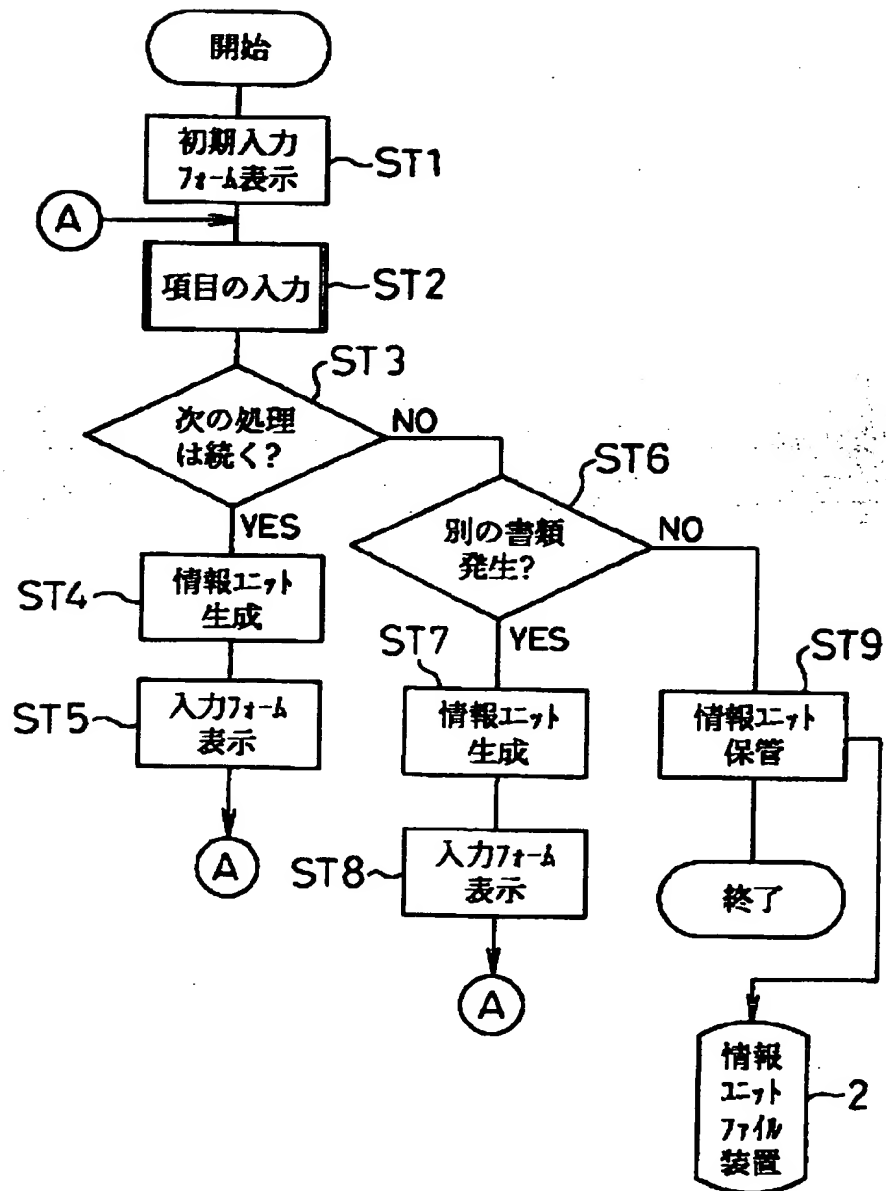 開始
初期入力
フォーム表示
ST1
A
項目の入力
ST2
ST3
次の処理
は続く?
NO
YES
ST4
情報ユニット
生成
ST5
入力フォーム
表示
A
ST6
別の書類
発生?
NO
YES
ST7
情報ユニット
生成
ST8
入力フォーム
表示
A
ST9
情報ユニット
保管
終了
情報
ユニット
ファイル
装置
2